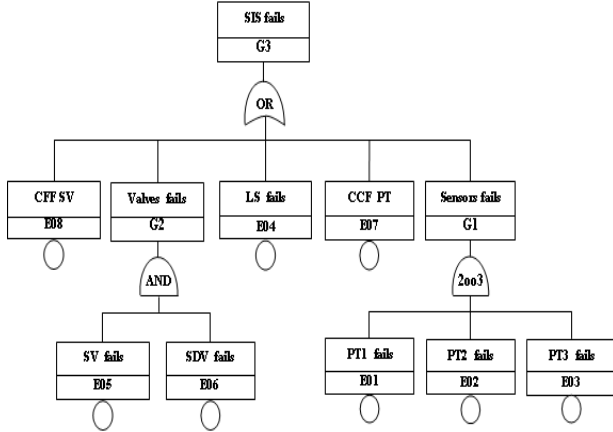 SIS fails
G3
OR
CFF SV
Valves fails
LS fails
CCF PT
Sensors fails
E08
G2
E04
E07
G1
AND
2oo3
SV fails
SDV fails
PT1 fails
PT2 fails
PT3 fails
E05
E06
E01
E02
E03